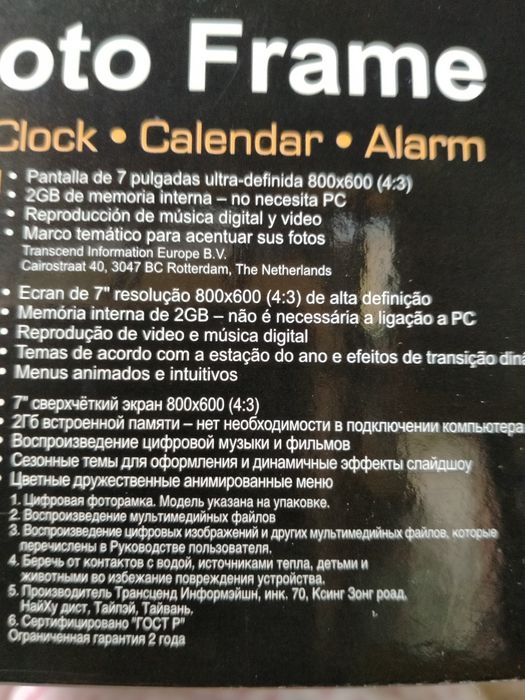 oto Frame
Clock • Calendar • Alarm
• Pantalla de 7 pulgadas ultra-definida 800x600 (4:3)
• 2GB de memoria interna – no necesita PC
• Reproducción de música digital y video
• Marco temático para acentuar sus fotos
Transcend Information Europe B.V.
Cairostraat 40, 3047 BC Rotterdam, The Netherlands
• Ecran de 7" resolução 800x600 (4:3) de alta definição
• Memória interna de 2GB – não é necessária a ligação a PC
• Reprodução de video e música digital
• Temas de acordo com a estação do ano e efeitos de transição diná
• Menus animados e intuitivos
• 7" сверхчёткий экран 800x600 (4:3)
• 2Гб встроенной памяти – нет необходимости в подключении компьютера
• Воспроизведение цифровой музыки и фильмов
• Сезонные темы для оформления и динамичные эффекты слайдшоу
• Цветные дружественные анимированные меню
1. Цифровая фоторамка. Модель указана на упаковке.
2. Воспроизведение мультимедийных файлов
3. Воспроизведение цифровых изображений и других мультимедийных файлов, которые
перечислены в Руководстве пользователя.
4. Беречь от контактов с водой, источниками тепла, детьми и
животными во избежание повреждения устройства.
5. Производитель Трансценд Информэйшн, инк. 70, Ксинг Зонг роад,
НайХу дист, Тайпэй, Тайвань.
6. Сертифицировано "ГОСТ Р"
Ограниченная гарантия 2 года